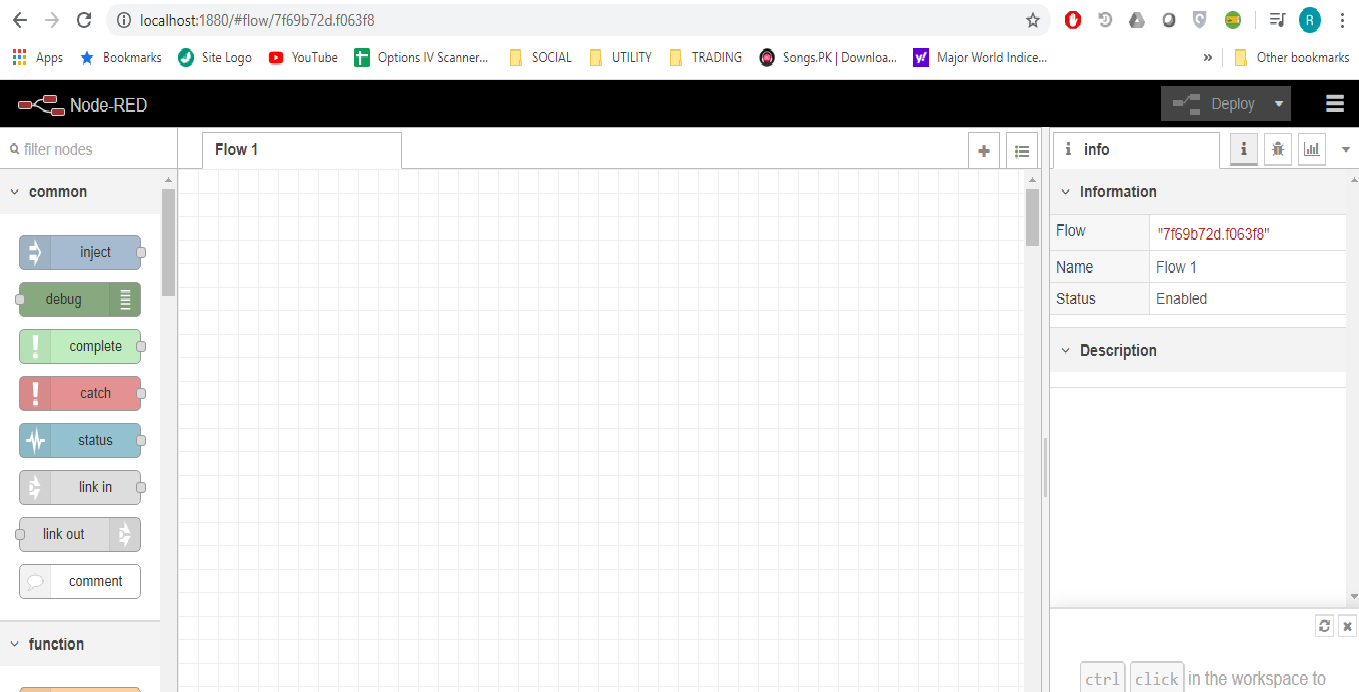 localhost:1880/#flow/7f69b72d.f063f8
R
Apps Bookmarks Site Logo YouTube Options IV Scanner... SOCIAL UTILITY TRADING Songs.PK | Downloa... Major World Indice... » Other bookmarks
Node-RED Deploy
filter nodes Flow 1 + i info i
common
inject
debug
complete
catch
status
link in
link out
comment
function
Information
Flow "7f69b72d.f063f8"
Name Flow 1
Status Enabled
Description
ctrl click in the workspace to